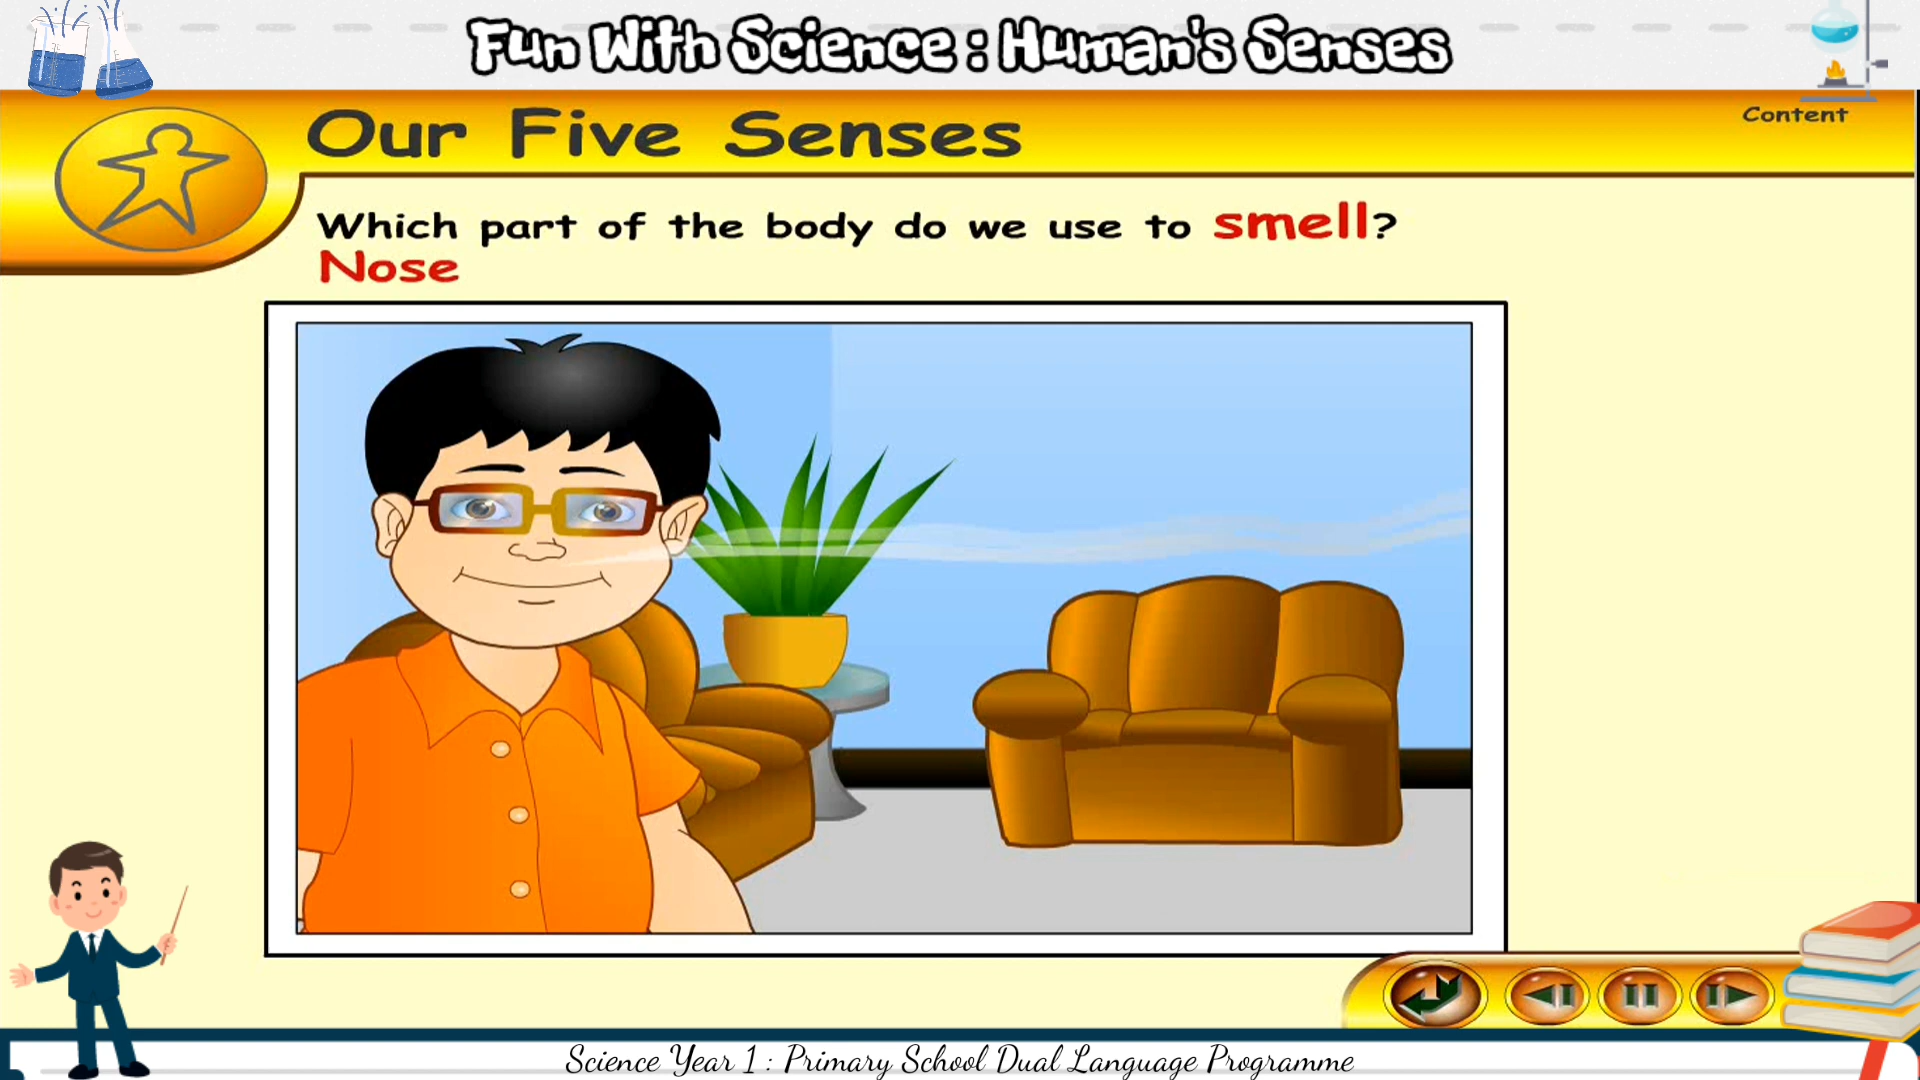 Fun With Science : Human's Senses
Content
Our Five Senses
Which part of the body do we use to smell?
Nose
Science Year 1 : Primary School Dual Language Programme